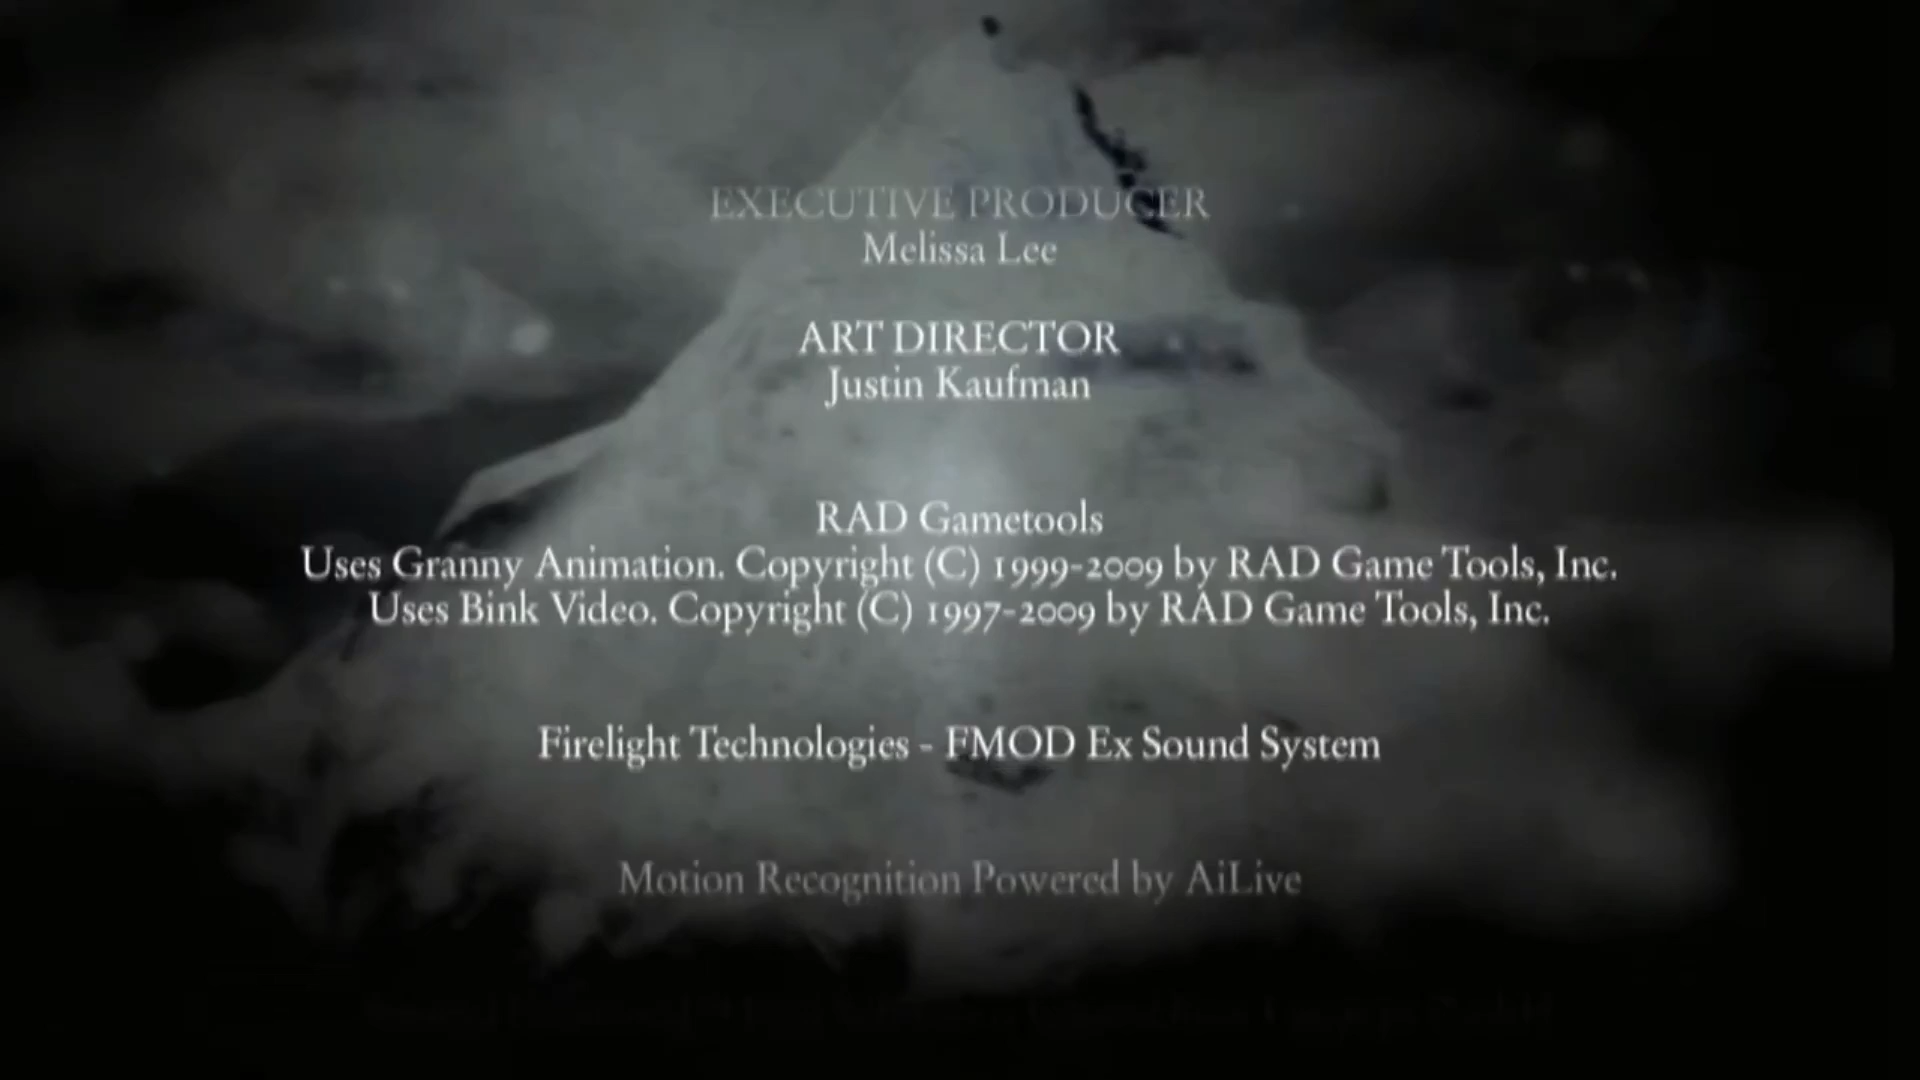 EXECUTIVE PRODUCER
Melissa Lee
ART DIRECTOR
Justin Kaufman
RAD Gametools
Uses Granny Animation. Copyright (C) 1999-2009 by RAD Game Tools, Inc.
Uses Bink Video. Copyright (C) 1997-2009 by RAD Game Tools, Inc.
Firelight Technologies - FMOD Ex Sound System
Motion Recognition Powered by AiLive